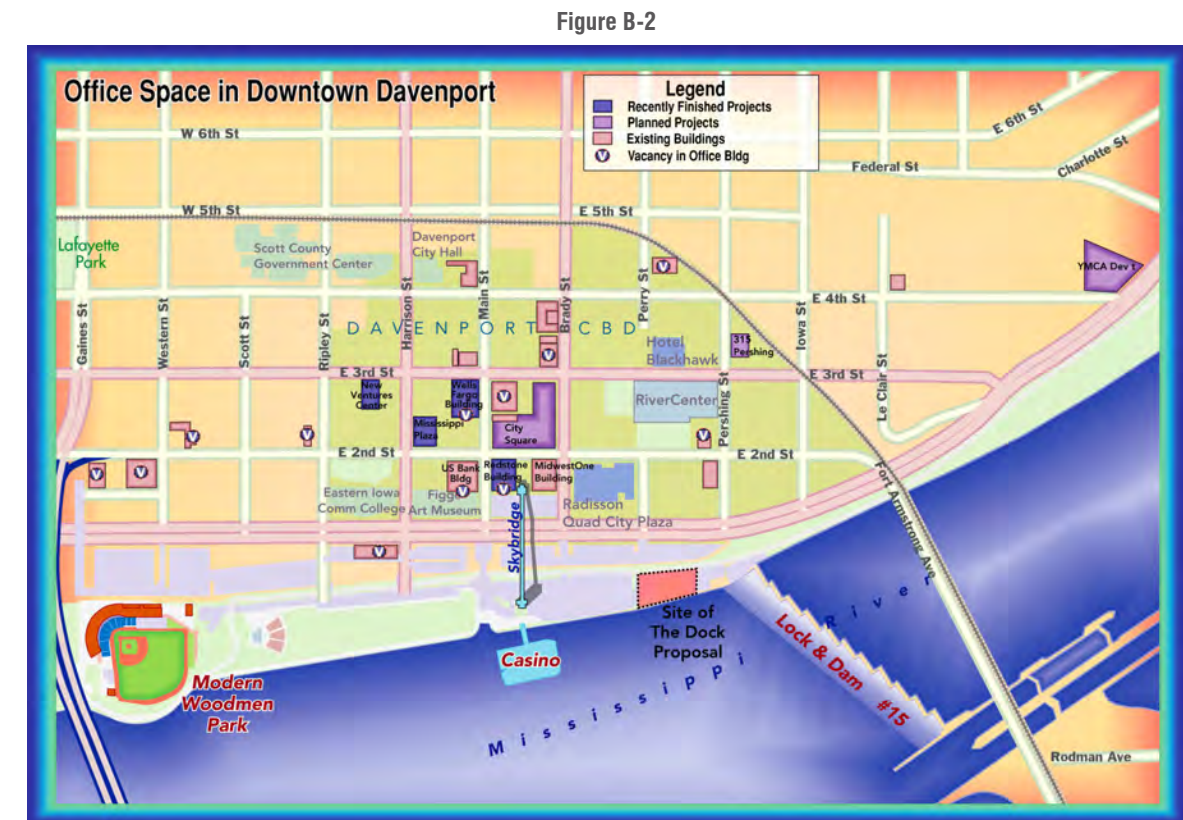 Figure B-2
Office Space in Downtown Davenport
Legend
Recently Finished Projects
Planned Projects
Existing Buildings
V Vacancy in Office Bldg
W 6th St
E 6th St
Federal St
Charlotte St
W 5th St
E 5th St
Lafayette
Park
Scott County
Government Center
Davenport
City Hall
YMCA Dev t
Gaines St
Western St
Scott St
Ripley St
Harrison St
Main St
Brady St
Perry St
Pershing St
Iowa St
Le Clair St
E 4th St
V
DAVENPORT CBD
Hotel
Blackhawk
315
Pershing
V
E 3rd St
E 3rd St
New
Ventures
Center
Wells
Fargo
Building
V
V
RiverCenter
Mississippi
Plaza
City
Square
V
V
V
E 2nd St
E 2nd St
V
V
US Bank
Bldg
V
Redstone
Building
V
MidwestOne
Building
Eastern Iowa
Comm College
Figge
Art Museum
Radisson
Quad City Plaza
Fort Armstrong Ave
Skybridge
V
Site of
The Dock
Proposal
Casino
Modern
Woodmen
Park
Lock & Dam #15
Mississippi River
Rodman Ave